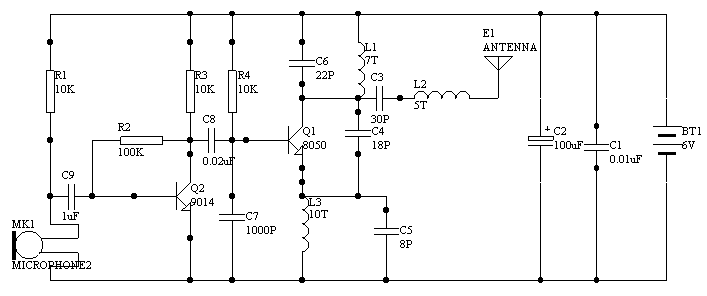 E1
ANTENNA
L1
7T
C6
22P
R1
10K
R3
10K
R4
10K
C3
30P
L2
5T
R2
100K
C8
0.02uF
Q1
8050
C4
18P
+
C2
100uF
C1
0.01uF
BT1
6V
C9
1uF
Q2
9014
C7
1000P
L3
10T
C5
8P
MK1
MICROPHONE2